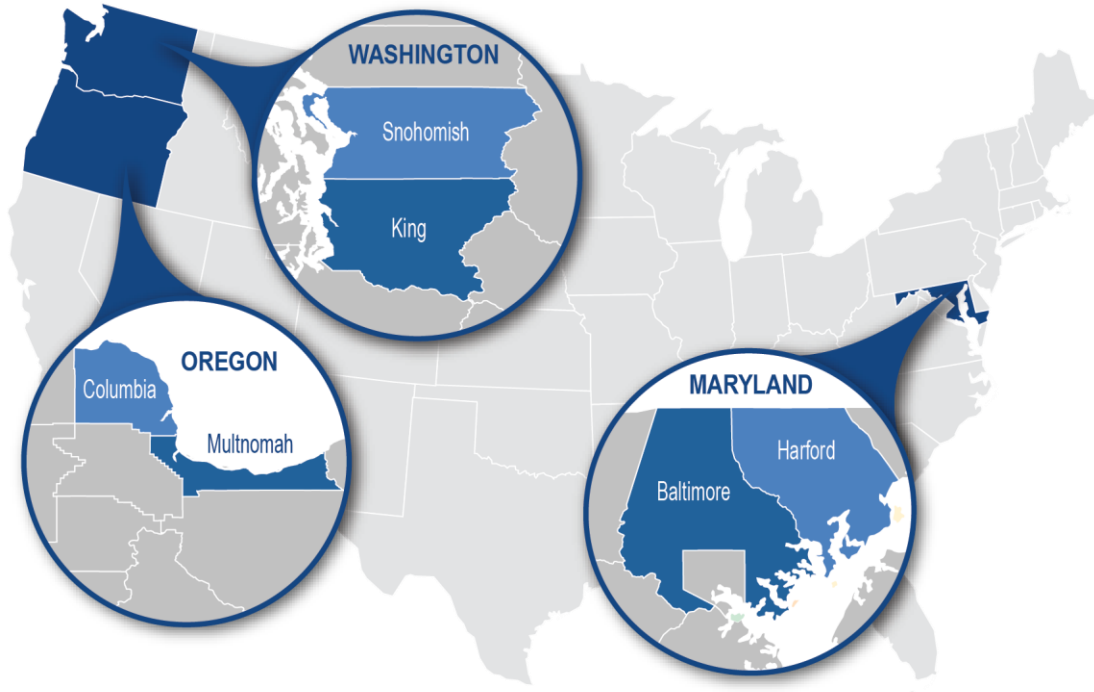 WASHINGTON
Snohomish
King
OREGON
Columbia
Multnomah
MARYLAND
Harford
Baltimore